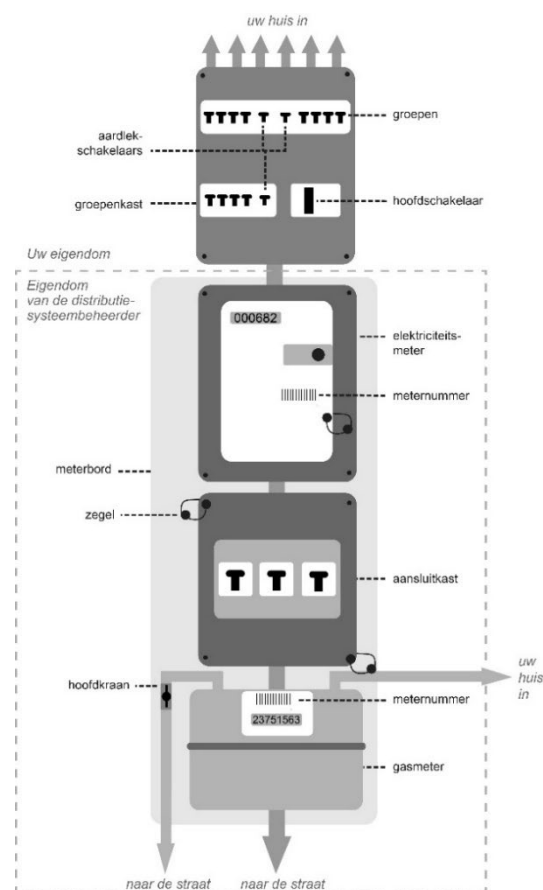 uw huis in
groepen
aardlek-
schakelaars
groepenkast
hoofdschakelaar
Uw eigendom
Eigendom
van de distributie-
systeembeheerder
000682
elektriciteits-
meter
meternummer
meterbord
zegel
aansluitkast
hoofdkraan
uw
huis
in
meternummer
23751563
gasmeter
naar de straat
naar de straat